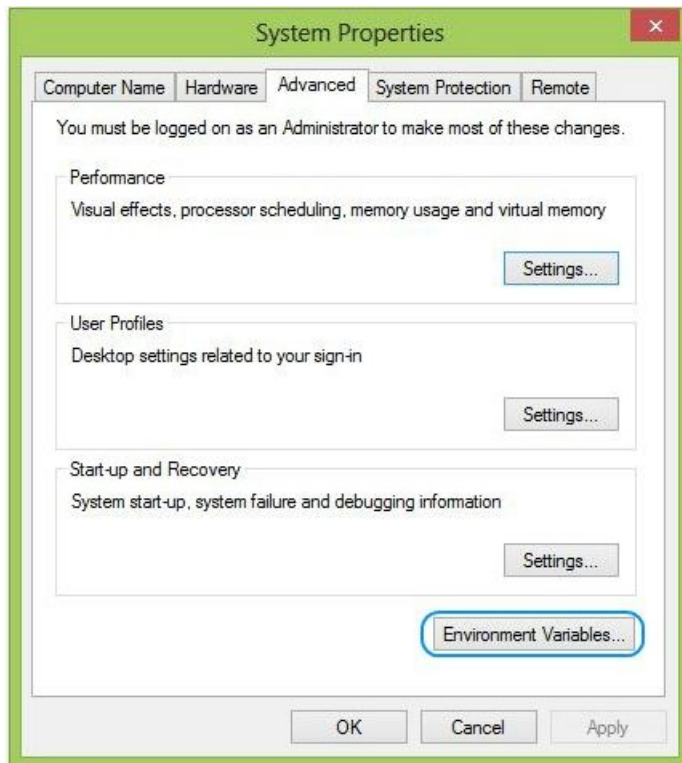 System Properties
Computer Name Hardware Advanced System Protection Remote
You must be logged on as an Administrator to make most of these changes.
Performance
Visual effects, processor scheduling, memory usage and virtual memory
Settings...
User Profiles
Desktop settings related to your sign-in
Settings...
Start-up and Recovery
System start-up, system failure and debugging information
Settings...
Environment Variables...
OK Cancel Apply